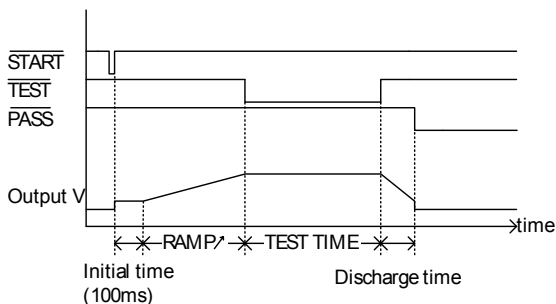 START
TEST
PASS
Output V
time
RAMP↗
TEST TIME
Initial time
(100ms)
Discharge time